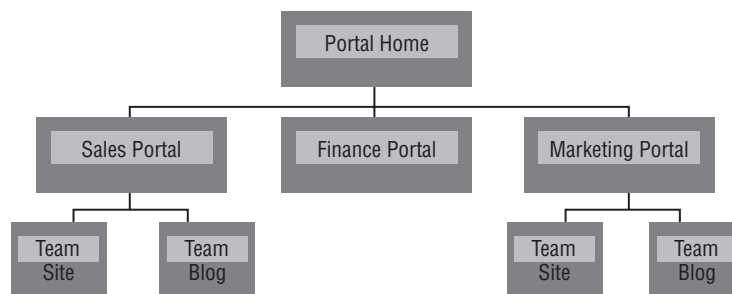 Portal Home
Sales Portal
Finance Portal
Marketing Portal
Team
Site
Team
Blog
Team
Site
Team
Blog